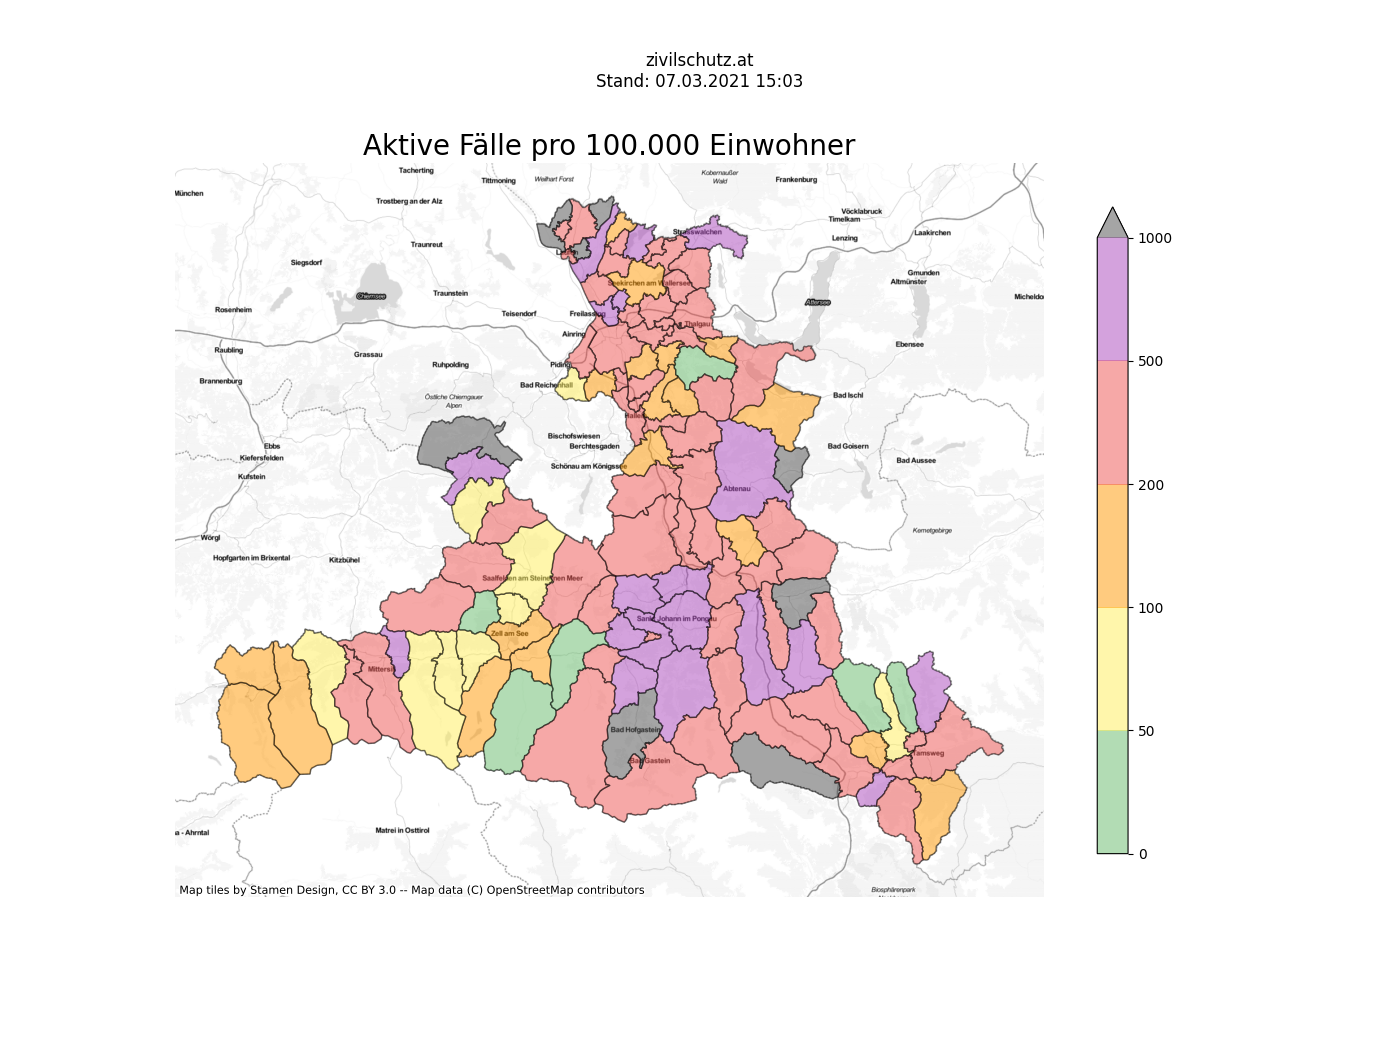 zivilschutz.at
Stand: 07.03.2021 15:03
Aktive Fälle pro 100.000 Einwohner
Tacherting
Tittmoning
Weilhart Forst
Kobernaußer
Wald
Frankenburg
München
Trostberg an der Alz
Vöcklabruck
Timelkam
Laakirchen
Strasswalchen
Lenzing
Traunreut
Siegsdorf
Gmunden
Altmünster
Seekirchen am Wallersee
Chiemsee
Traunstein
Attersee
Rosenheim
Teisendorf
Freilassing
Thalgau
Ainring
Ebensee
Raubling
Grassau
Ruhpolding
Piding
Brannenburg
Bad Reichenhall
Östliche Chiemgauer
Alpen
Bad Ischl
Hallein
Bischofswiesen
Berchtesgaden
Bad Goisern
Ebbs
Kiefersfelden
Schönau am Königssee
Bad Aussee
Kufstein
Abtenau
Kemetgebirge
Wörgl
Hopfgarten im Brixental
Kitzbühel
Saalfelden am Steinernen Meer
Sankt Johann im Pongau
Zell am See
Mittersill
Bad Hofgastein
Bad Gastein
Tamsweg
Matrei in Osttirol
a - Ahrntal
Biosphärenpark
Map tiles by Stamen Design, CC BY 3.0 -- Map data (C) OpenStreetMap contributors
1000
500
200
100
50
0